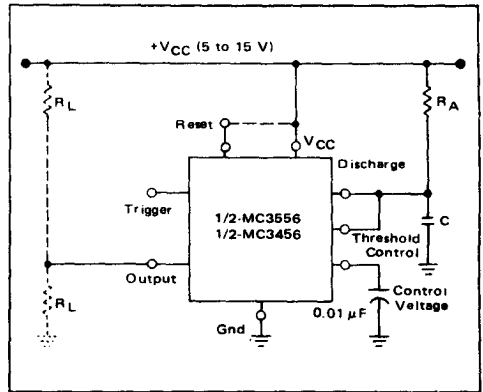 +VCC (5 to 15 V)
RL
RA
Reset
VCC
Discharge
Trigger
1/2-MC3556
1/2-MC3456
C
Threshold
Control
Output
Control
Voltage
0.01 µF
RL
Gnd